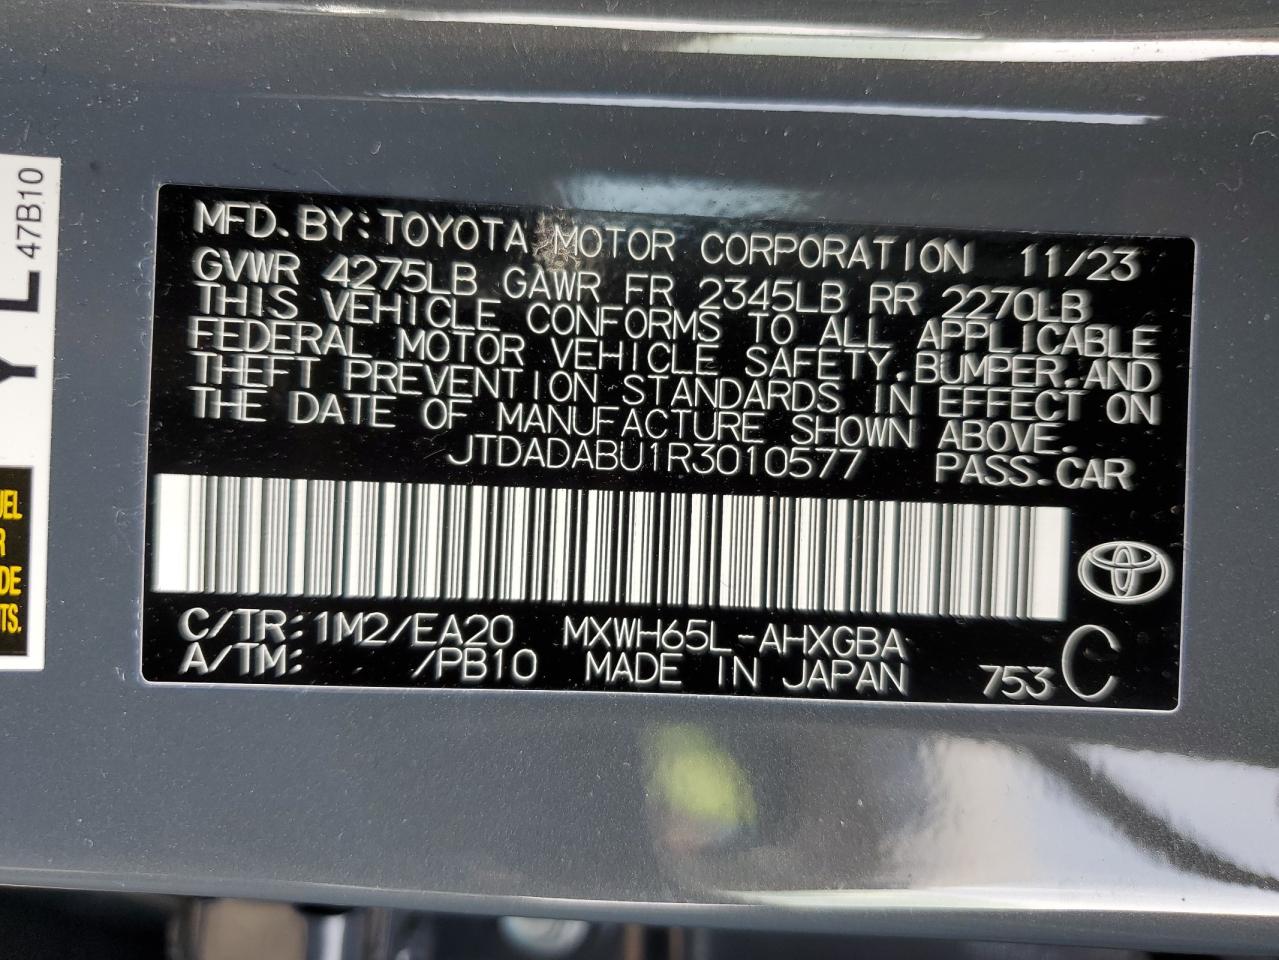 MFD. BY: TOYOTA MOTOR CORPORATION 11/23
GVWR 4275LB GAWR FR 2345LB RR 2270LB
THIS VEHICLE CONFORMS TO ALL APPLICABLE
FEDERAL MOTOR VEHICLE SAFETY, BUMPER, AND
THEFT PREVENTION STANDARDS IN EFFECT ON
THE DATE OF MANUFACTURE SHOWN ABOVE.
JTDADABU1R3010577 PASS. CAR
C/TR: 1M2/EA20 MXWH65L-AHXGBA
A/TM: /PB10 MADE IN JAPAN 753 C
47B10
Y L